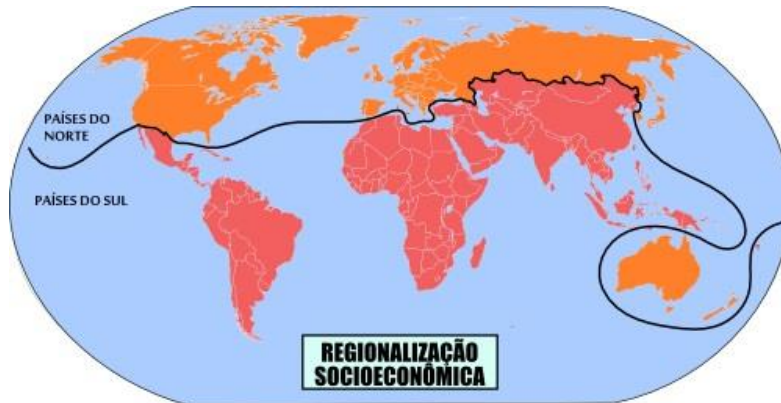 PAÍSES DO
NORTE
PAÍSES DO SUL
REGIONALIZAÇÃO
SOCIOECONÔMICA